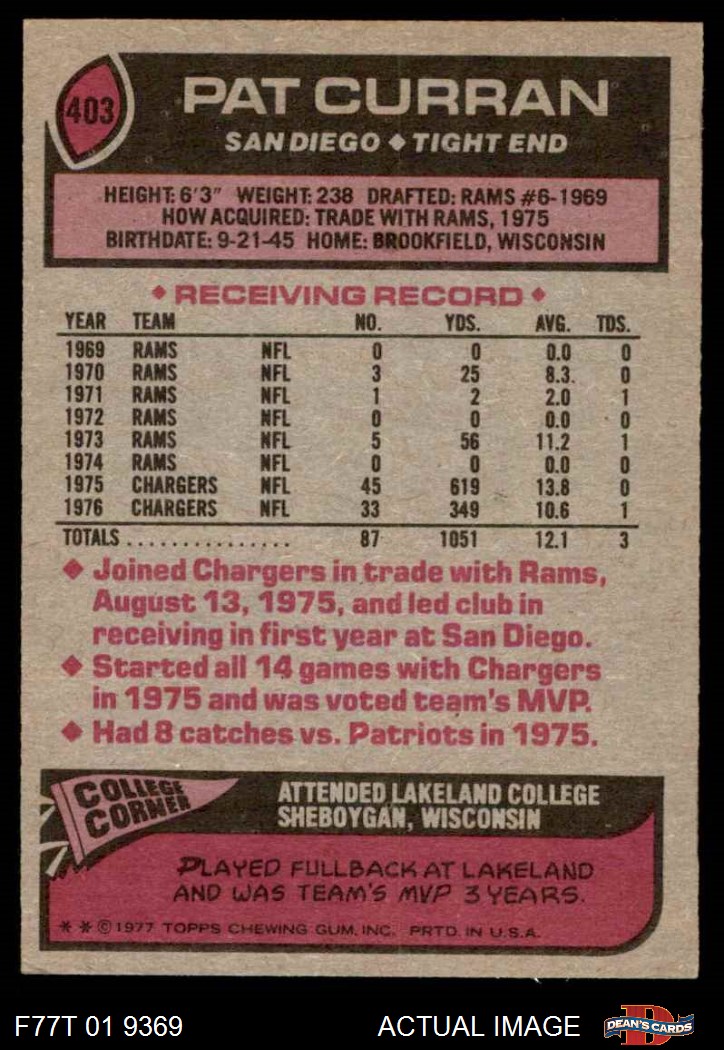 403
PAT CURRAN
SAN DIEGO ◆ TIGHT END
HEIGHT: 6'3" WEIGHT: 238 DRAFTED: RAMS #6-1969
HOW ACQUIRED: TRADE WITH RAMS, 1975
BIRTHDATE: 9-21-45 HOME: BROOKFIELD, WISCONSIN
◆ RECEIVING RECORD ◆
YEAR TEAM NO. YDS. AVG. TDS.
1969 RAMS NFL 0 0 0.0 0
1970 RAMS NFL 3 25 8.3 0
1971 RAMS NFL 1 2 2.0 1
1972 RAMS NFL 0 0 0.0 0
1973 RAMS NFL 5 56 11.2 1
1974 RAMS NFL 0 0 0.0 0
1975 CHARGERS NFL 45 619 13.8 0
1976 CHARGERS NFL 33 349 10.6 1
TOTALS ............... 87 1051 12.1 3
◆ Joined Chargers in trade with Rams,
August 13, 1975, and led club in
receiving in first year at San Diego.
◆ Started all 14 games with Chargers
in 1975 and was voted team's MVP.
◆ Had 8 catches vs. Patriots in 1975.
COLLEGE
CORNER
ATTENDED LAKELAND COLLEGE
SHEBOYGAN, WISCONSIN
PLAYED FULLBACK AT LAKELAND
AND WAS TEAM'S MVP 3 YEARS.
* * © 1977 TOPPS CHEWING GUM, INC. PRTD. IN U.S.A.
F77T 01 9369 ACTUAL IMAGE
D
DEAN'S CARDS